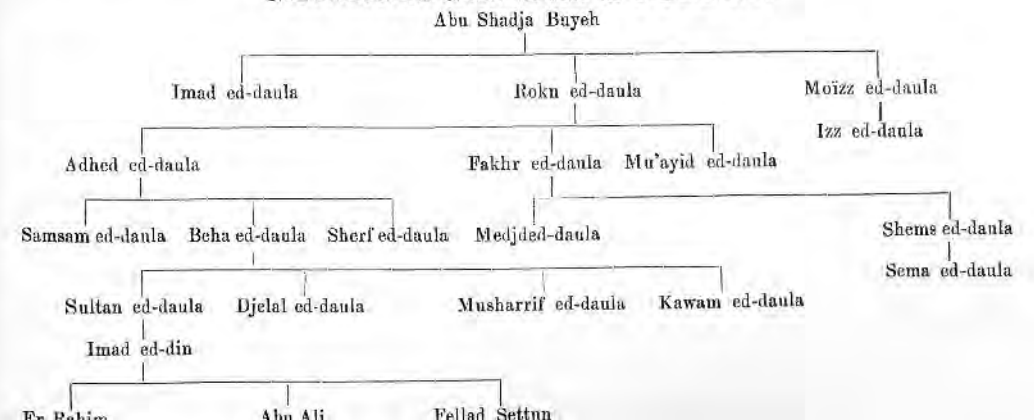 Abu Shadja Buyeh
Imad ed-daula Rokn ed-daula Moïzz ed-daula
Izz ed-daula
Adhed ed-daula Fakhr ed-daula Mu'ayid ed-daula
Samsam ed-daula Beha ed-daula Sherf ed-daula Medjded-daula Shems ed-daula
Sema ed-daula
Sultan ed-daula Djelal ed-daula Musharrif ed-daula Kawam ed-daula
Imad ed-din
Er Rahim Abu Ali Fellad Settun